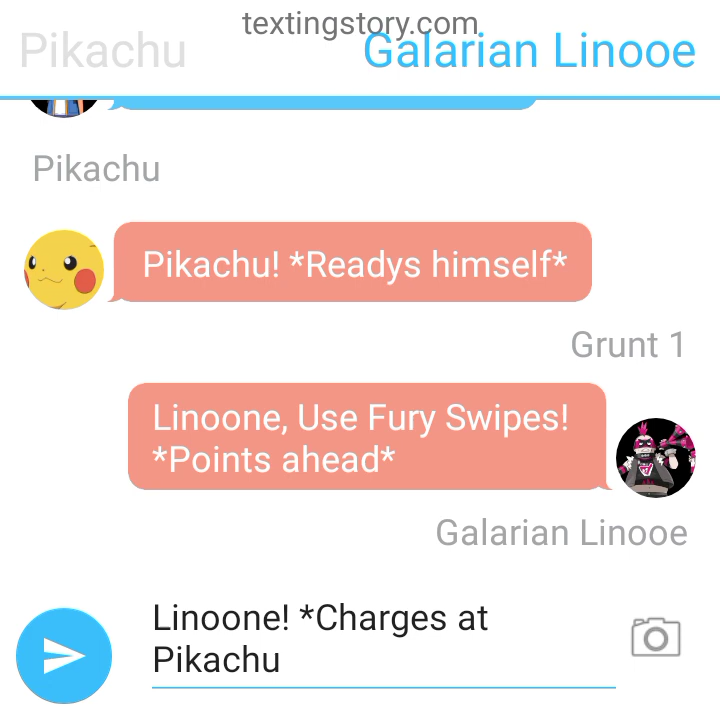 textingstory.com
Pikachu
Galarian Linooe
Pikachu
Pikachu! *Readys himself*
Grunt 1
Linoone, Use Fury Swipes!
*Points ahead*
Galarian Linooe
Linoone! *Charges at
Pikachu